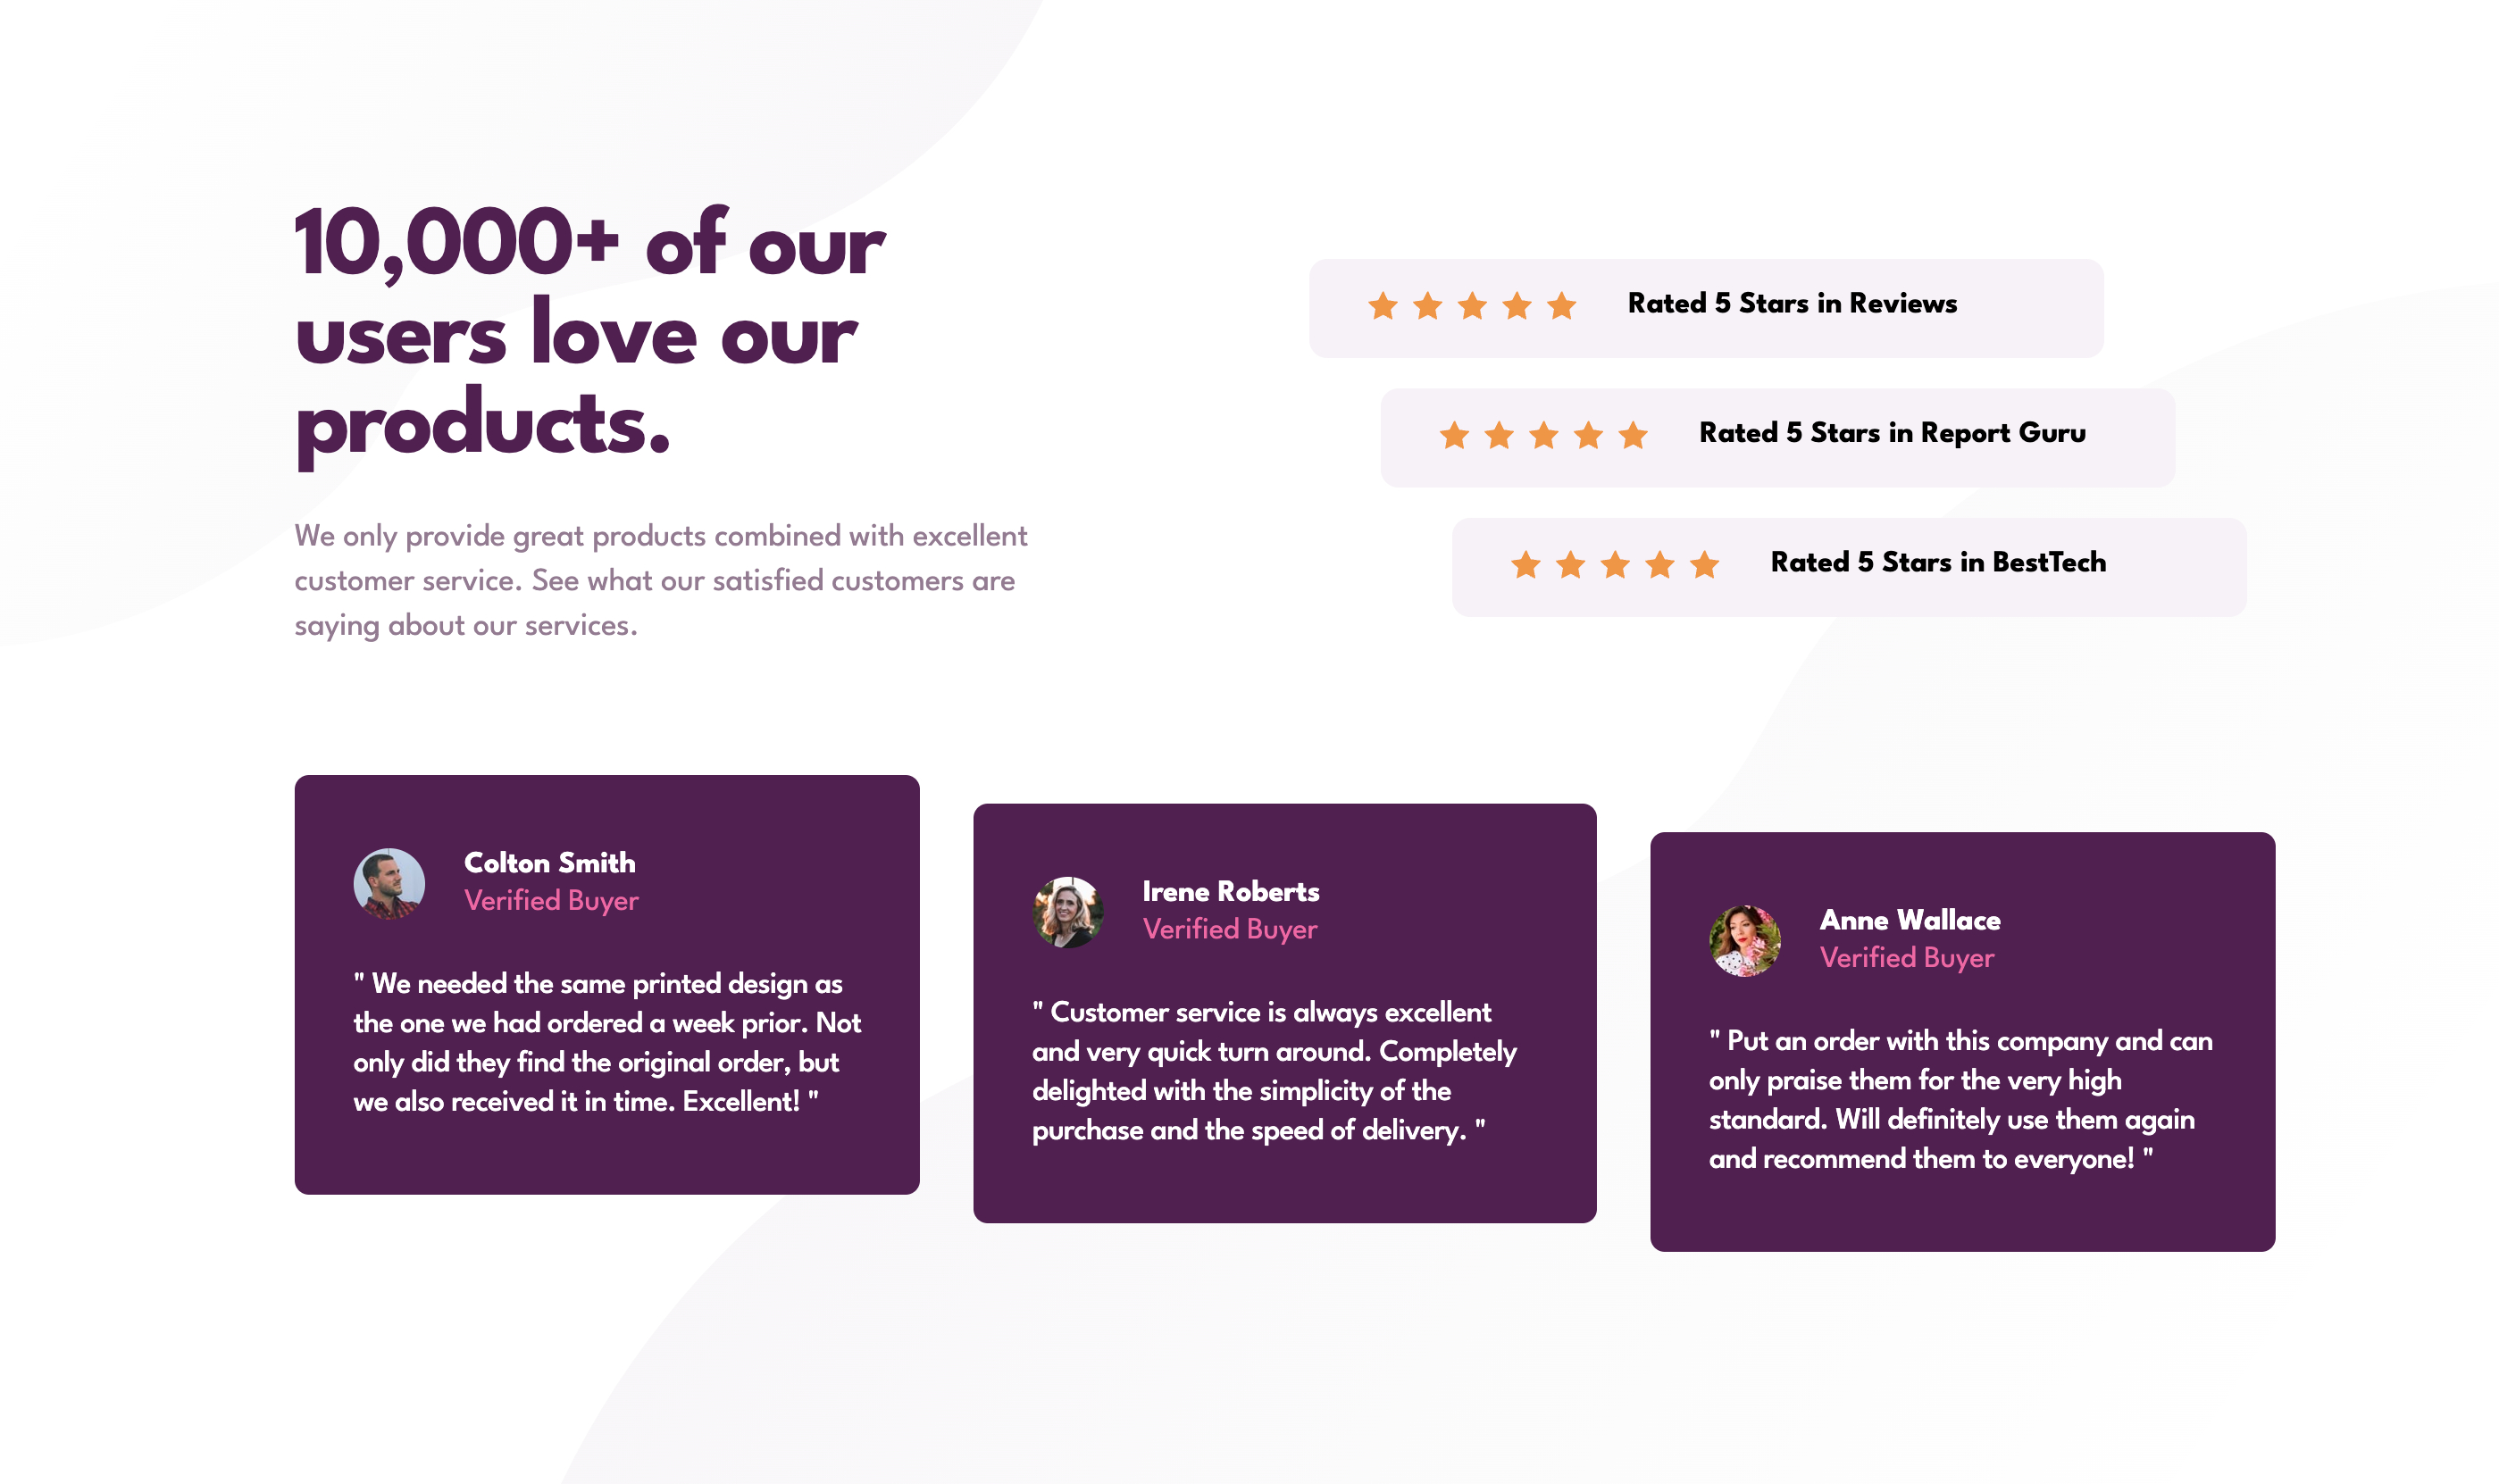 10,000+ of our
users love our
products.
We only provide great products combined with excellent
customer service. See what our satisfied customers are
saying about our services.
Rated 5 Stars in Reviews
Rated 5 Stars in Report Guru
Rated 5 Stars in BestTech
Colton Smith
Verified Buyer
" We needed the same printed design as
the one we had ordered a week prior. Not
only did they find the original order, but
we also received it in time. Excellent! "
Irene Roberts
Verified Buyer
" Customer service is always excellent
and very quick turn around. Completely
delighted with the simplicity of the
purchase and the speed of delivery. "
Anne Wallace
Verified Buyer
" Put an order with this company and can
only praise them for the very high
standard. Will definitely use them again
and recommend them to everyone! "